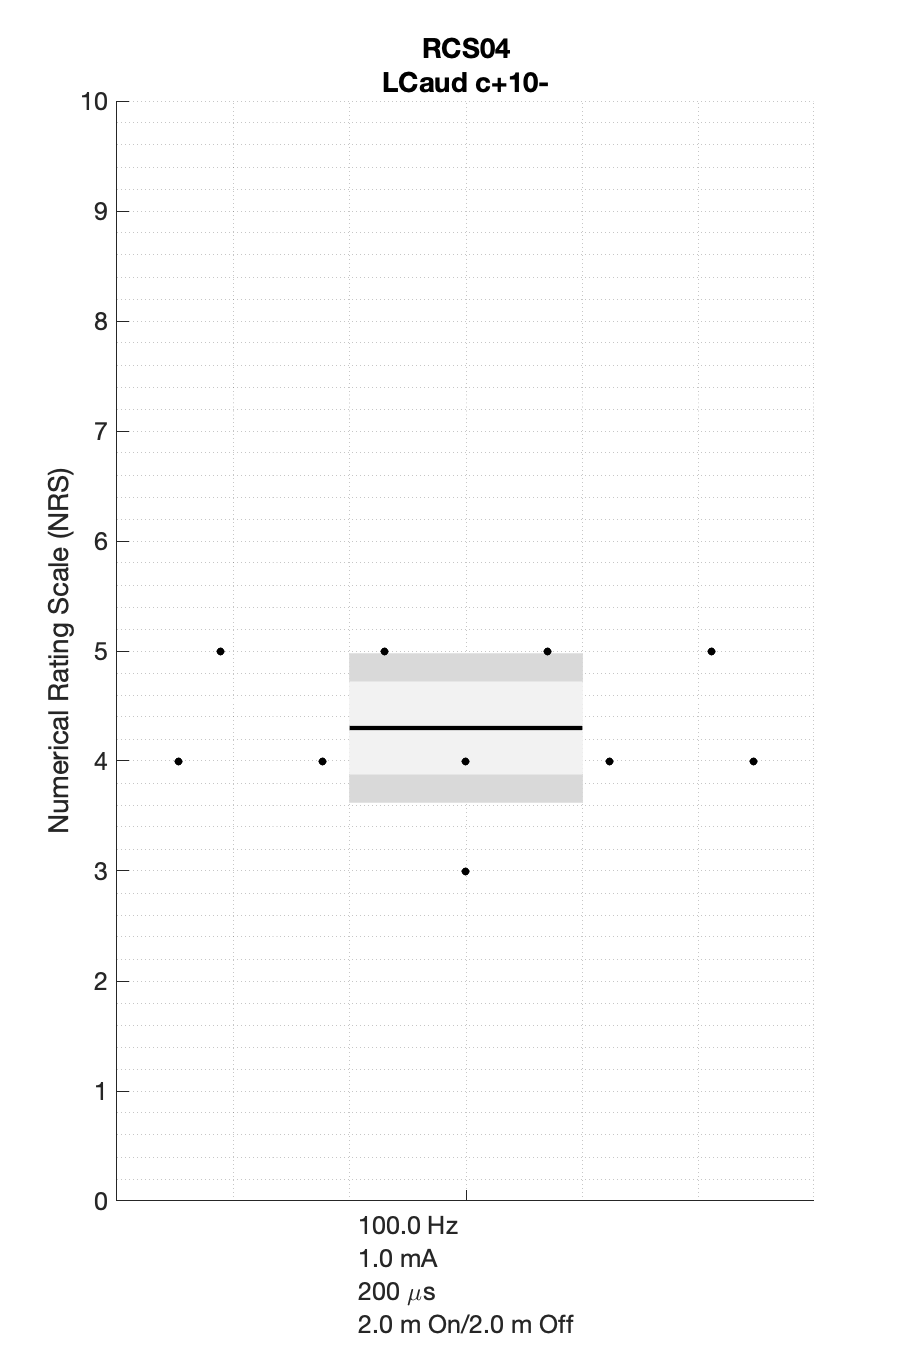 RCS04
LCaud c+10-
10
9
8
7
6
5
4
3
2
1
0
Numerical Rating Scale (NRS)
100.0 Hz
1.0 mA
200 μs
2.0 m On/2.0 m Off